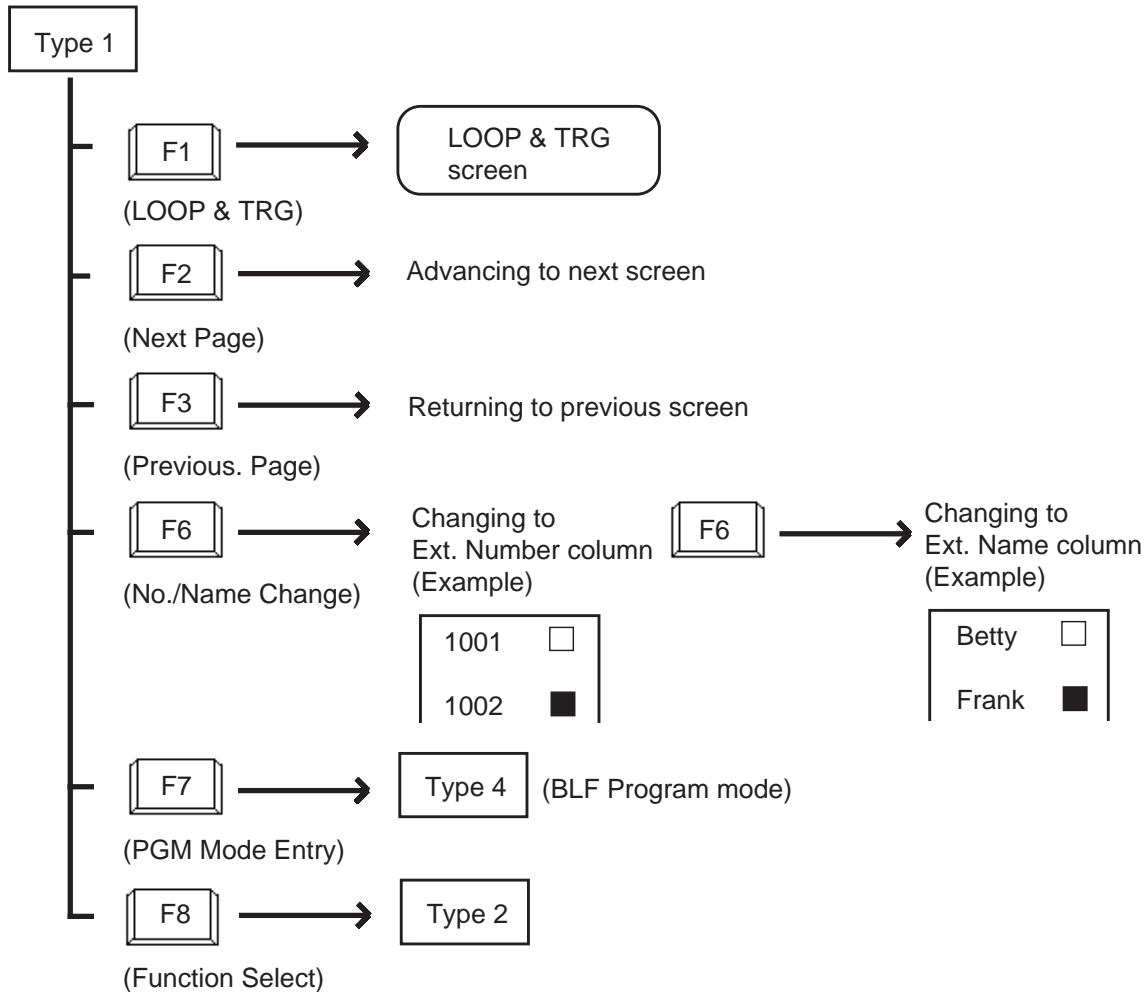 Type 1
F1
LOOP & TRG
screen
(LOOP & TRG)
F2
Advancing to next screen
(Next Page)
F3
Returning to previous screen
(Previous. Page)
F6
Changing to
Ext. Number column
(Example)
F6
Changing to
Ext. Name column
(Example)
(No./Name Change)
1001
1002
Betty
Frank
F7
Type 4
(BLF Program mode)
(PGM Mode Entry)
F8
Type 2
(Function Select)